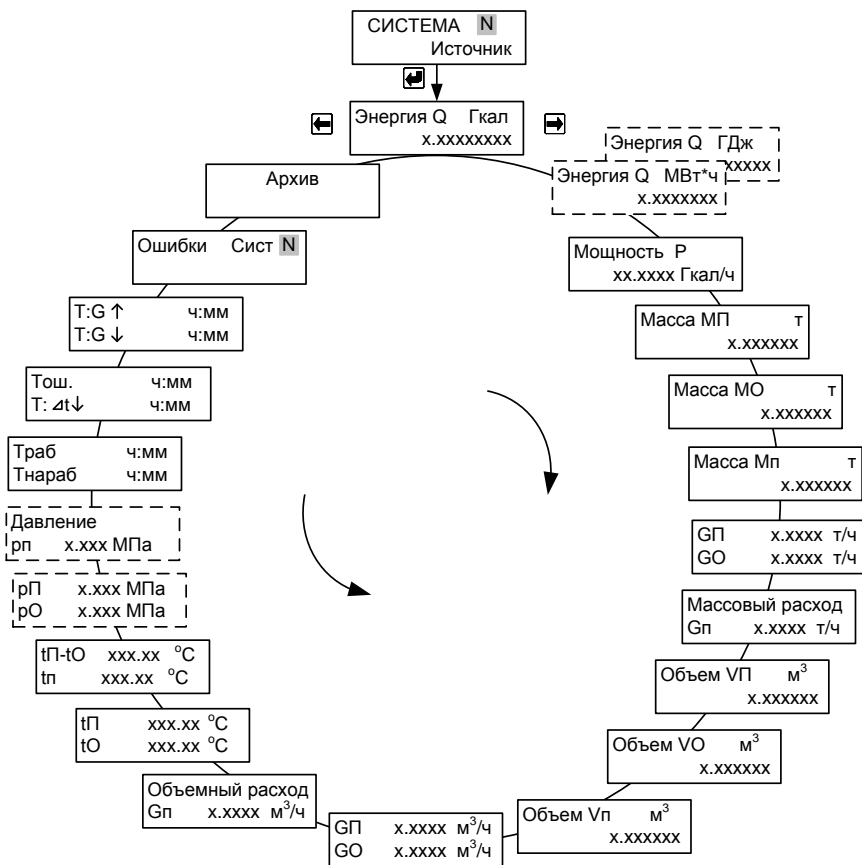 СИСТЕМА N
Источник
Энергия Q Гкал
x.xxxxxxxx
Энергия Q ГДж
xxxxx
Энергия Q МВт*ч
x.xxxxxxx
Мощность P
xx.xxxx Гкал/ч
Масса МП т
x.xxxxxx
Масса МО т
x.xxxxxx
Масса Мп т
x.xxxxxx
GП x.xxxx т/ч
GO x.xxxx т/ч
Массовый расход
Gп x.xxxx т/ч
Объем VП м³
x.xxxxxx
Объем VO м³
x.xxxxxx
Объем Vп м³
x.xxxxxx
GП x.xxxx м³/ч
GO x.xxxx м³/ч
Объемный расход
Gп x.xxxx м³/ч
tП xxx.xx °C
tO xxx.xx °C
tП-tO xxx.xx °C
tп xxx.xx °C
pП x.xxx МПа
pO x.xxx МПа
Давление
pп x.xxx МПа
Tраб ч:мм
Тнараб ч:мм
Тош. ч:мм
T: ⊿t↓ ч:мм
T:G ↑ ч:мм
T:G ↓ ч:мм
Ошибки Сист N
Архив